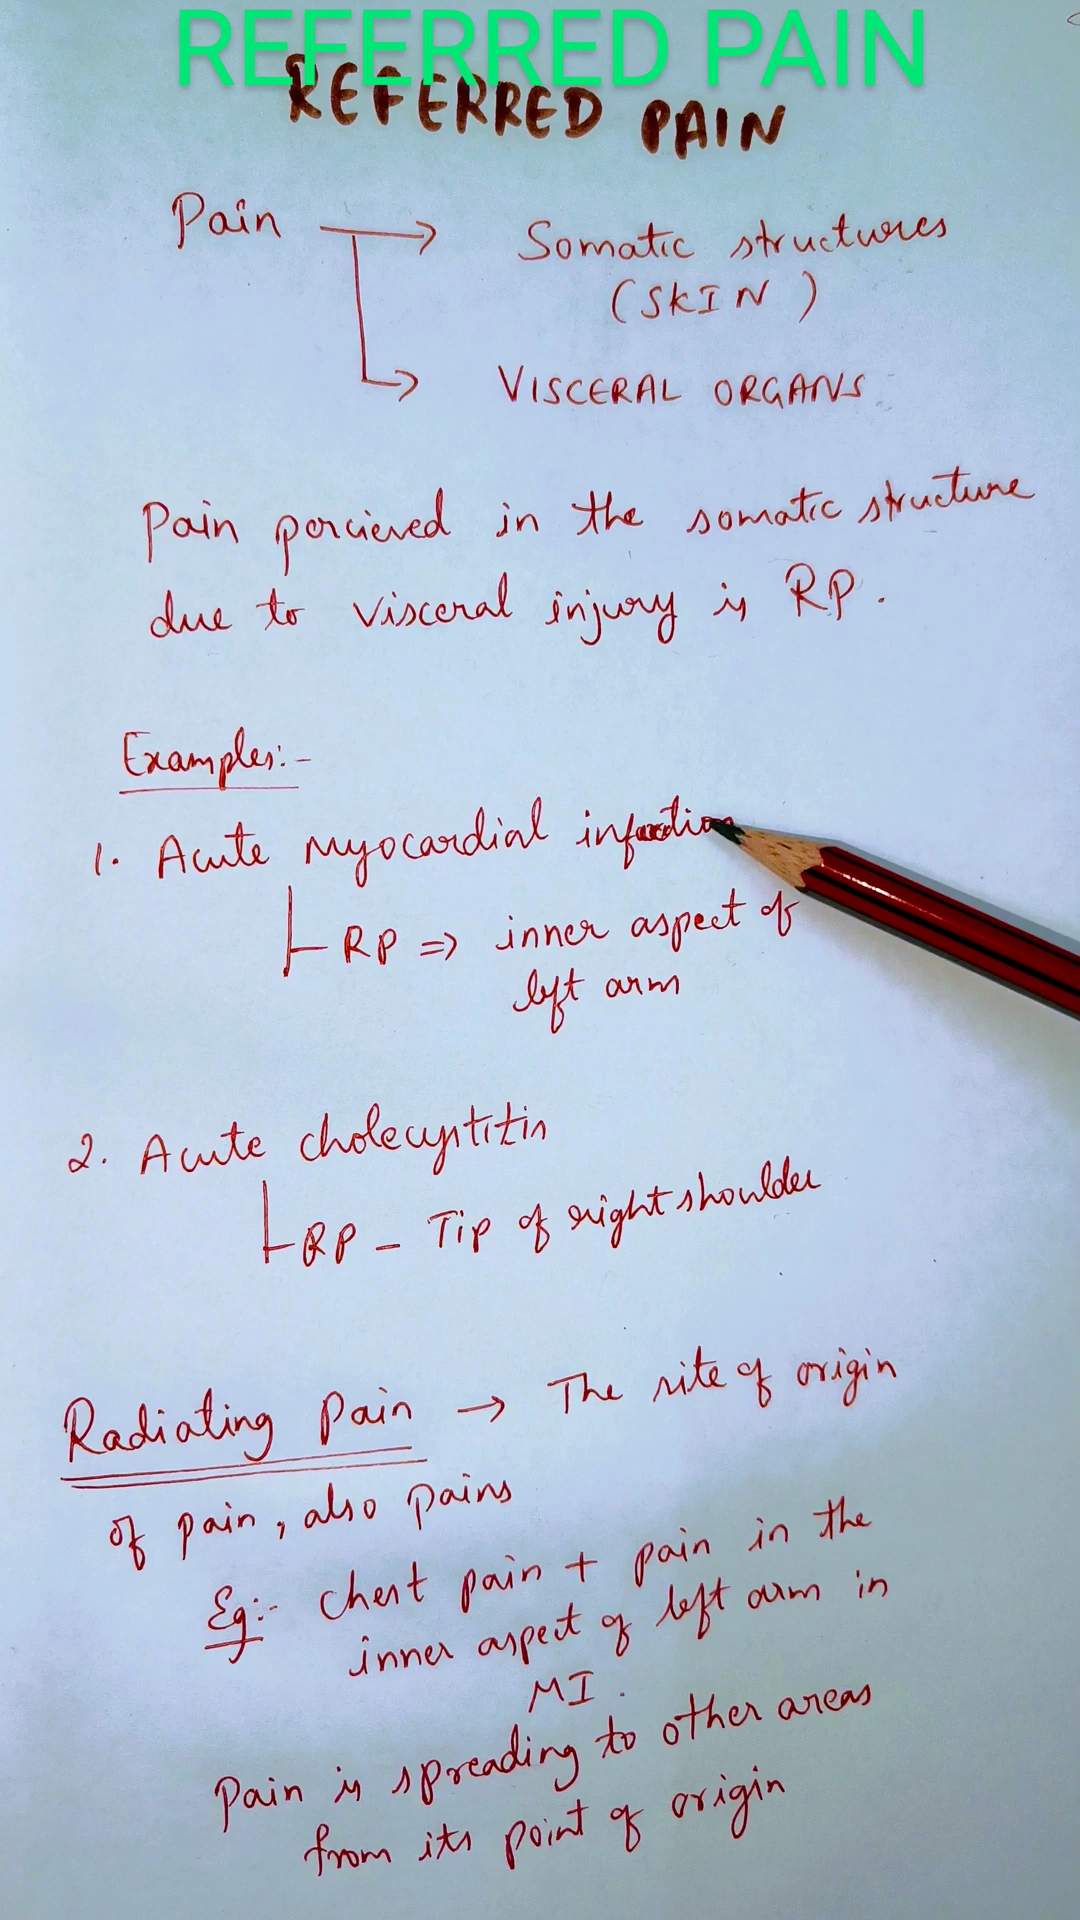 REFERRED PAIN
REFERRED PAIN
Pain → Somatic structures
(SKIN)
→ VISCERAL ORGANS
Pain percieved in the somatic structure
due to visceral injury is RP.
Examples:-
1. Acute Myocardial infarction
RP => inner aspect of
left arm
2. Acute cholecystitis
RP - Tip of right shoulder
Radiating Pain → The site of origin
of pain, also pains
Eg:- Chest pain + pain in the
inner aspect of left arm in
MI.
Pain is spreading to other areas
from its point of origin